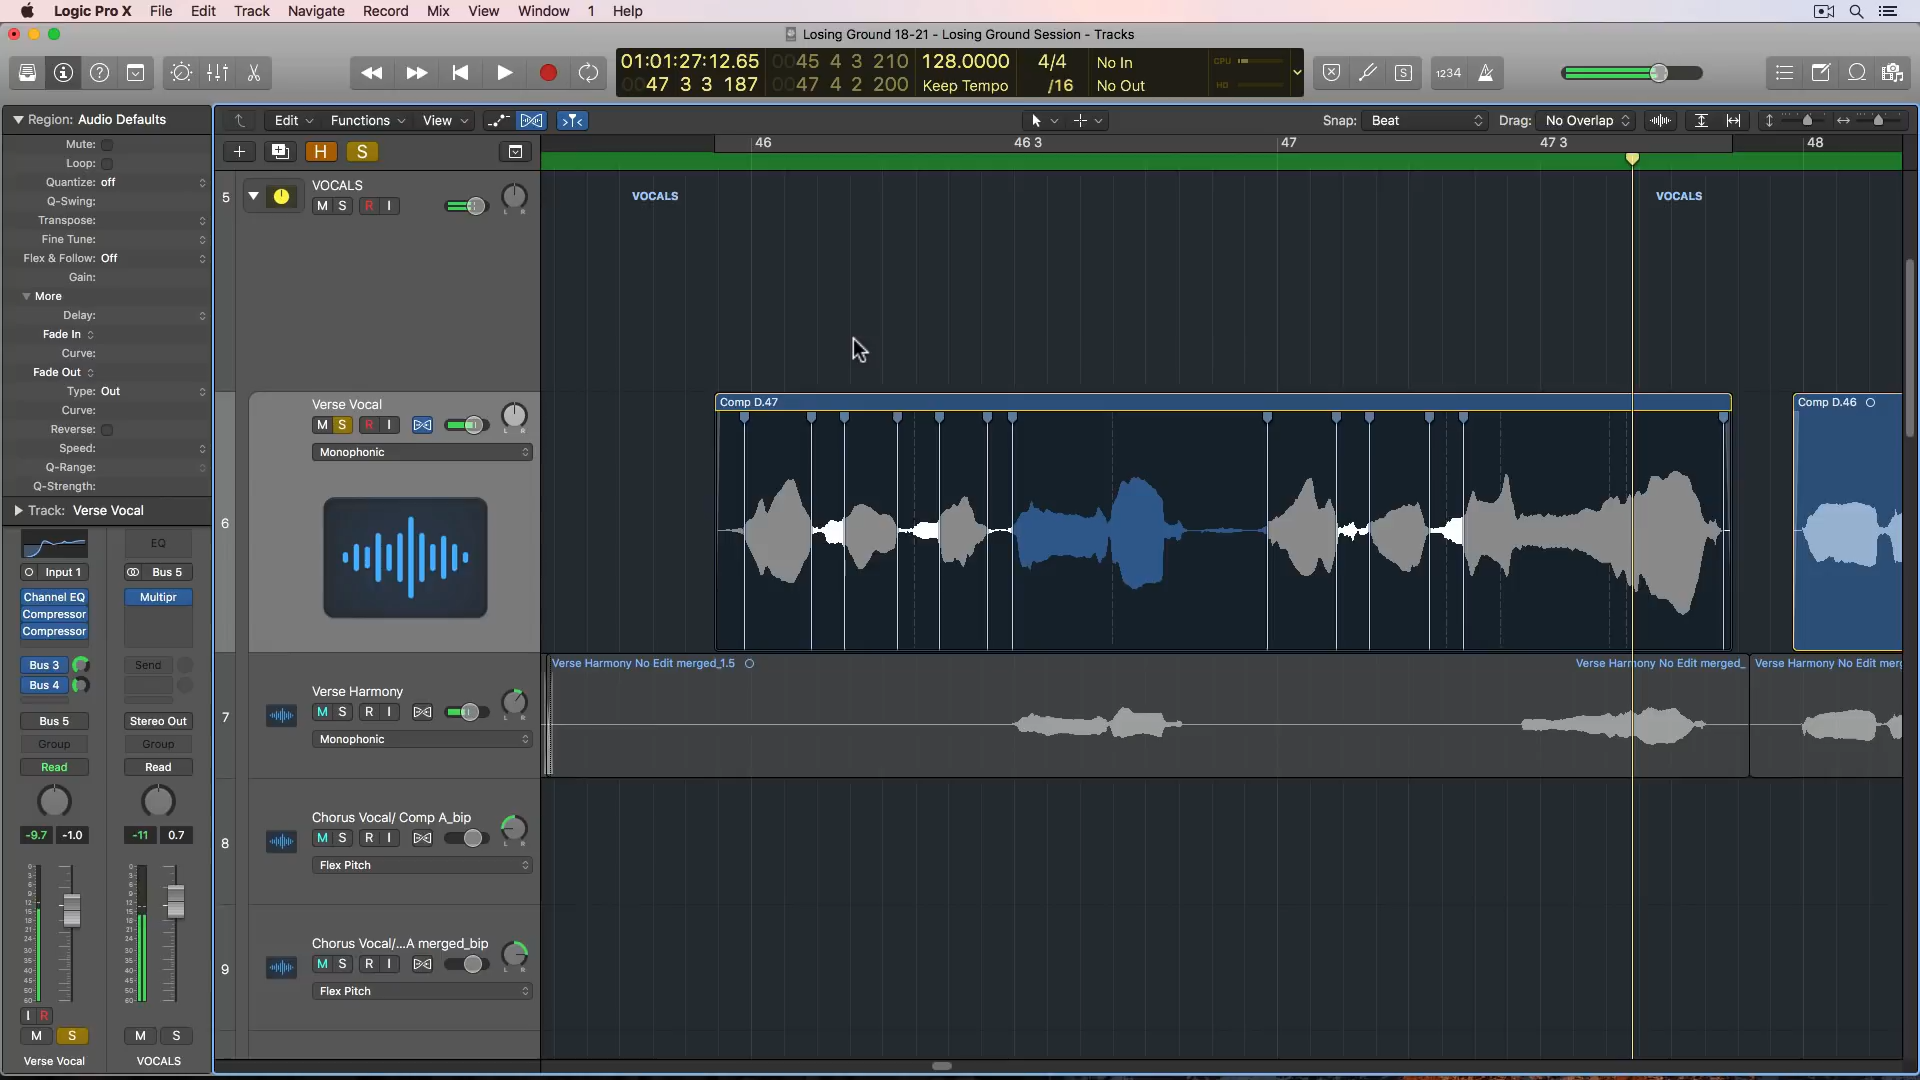 Logic Pro X File Edit Track Navigate Record Mix View Window 1 Help
Losing Ground 18-21 - Losing Ground Session - Tracks
01:01:27:12.65 0045 4 3 210 128.0000 4/4 No In CPU
0047 3 3 187 0047 4 2 200 Keep Tempo /16 No Out HD
1234
S
Region: Audio Defaults
Edit Functions View Snap: Beat Drag: No Overlap
Mute:
Loop:
Quantize: off
Q-Swing:
Transpose:
Fine Tune:
Flex & Follow: Off
Gain:
More
Delay:
Fade In
Curve:
Fade Out
Type: Out
Curve:
Reverse:
Speed:
Q-Range:
Q-Strength:
Track: Verse Vocal
EQ
Input 1 Bus 5
Channel EQ Multipr
Compressor
Compressor
Bus 3 Send
Bus 4
Bus 5 Stereo Out
Group Group
Read Read
-9.7 -1.0 -11 0.7
I R
M S M S
Verse Vocal VOCALS
H S
46 46 3 47 47 3 48
5 VOCALS
M S R I L R
VOCALS VOCALS
6 Verse Vocal
M S R I
Monophonic
Comp D.47 Comp D.46
7 Verse Harmony
M S R I L R
Monophonic
Verse Harmony No Edit merged_1.5 Verse Harmony No Edit merged_ Verse Harmony No Edit merg
8 Chorus Vocal/ Comp A_bip
M S R I L R
Flex Pitch
9 Chorus Vocal/...A merged_bip
M S R I L R
Flex Pitch